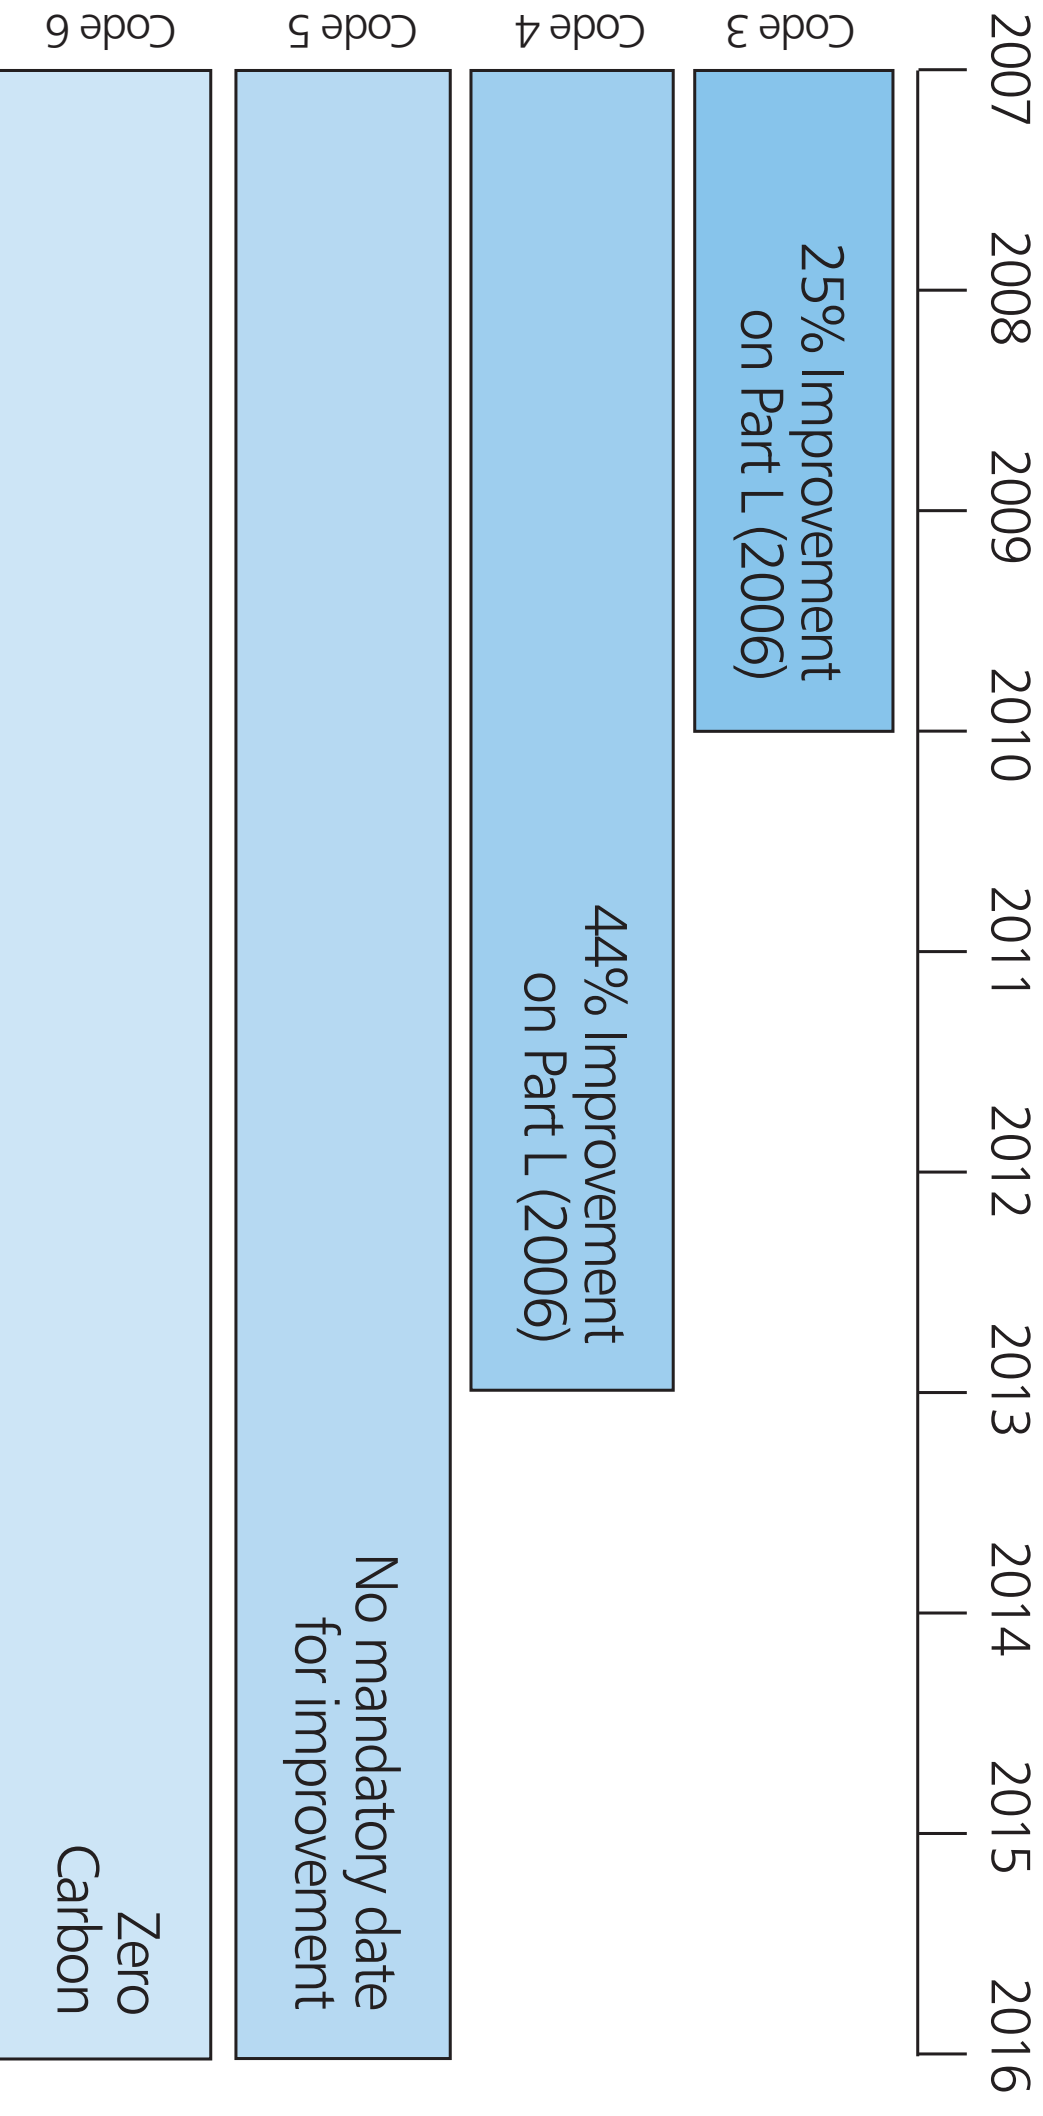 2007
2008
2009
2010
2011
2012
2013
2014
2015
2016
Code 3
25% Improvement
on Part L (2006)
Code 4
44% Improvement
on Part L (2006)
Code 5
No mandatory date
for improvement
Code 6
Zero
Carbon